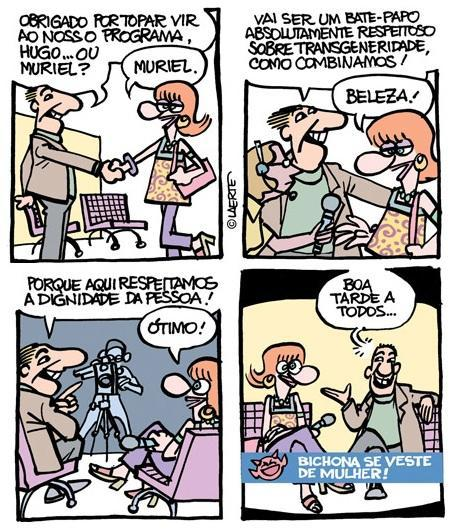 OBRIGADO POR TOPAR VIR
AO NOSSO PROGRAMA,
HUGO... OU
MURIEL?
MURIEL.
© LAERTE
VAI SER UM BATE-PAPO
ABSOLUTAMENTE RESPEITOSO
SOBRE TRANSGENERIDADE,
COMO COMBINAMOS!
BELEZA!
PORQUE AQUI RESPEITAMOS
A DIGNIDADE DA PESSOA!
ÓTIMO!
BOA
TARDE A
TODOS...
BICHONA SE VESTE
DE MULHER!